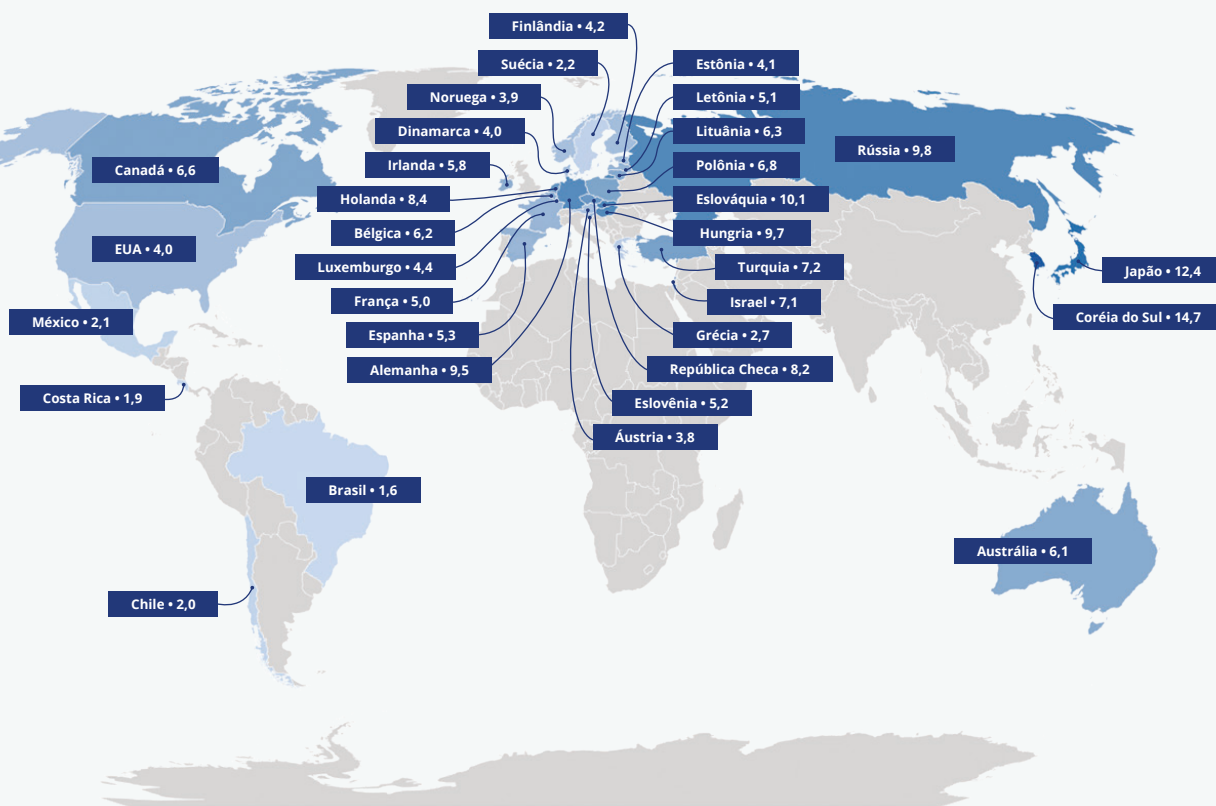 Finlândia • 4,2
Suécia • 2,2
Estônia • 4,1
Noruega • 3,9
Letônia • 5,1
Dinamarca • 4,0
Lituânia • 6,3
Rússia • 9,8
Canadá • 6,6
Irlanda • 5,8
Polônia • 6,8
Holanda • 8,4
Eslováquia • 10,1
Bélgica • 6,2
Hungria • 9,7
EUA • 4,0
Luxemburgo • 4,4
Turquia • 7,2
Japão • 12,4
França • 5,0
Israel • 7,1
México • 2,1
Coréia do Sul • 14,7
Espanha • 5,3
Grécia • 2,7
Alemanha • 9,5
República Checa • 8,2
Costa Rica • 1,9
Eslovênia • 5,2
Áustria • 3,8
Brasil • 1,6
Austrália • 6,1
Chile • 2,0